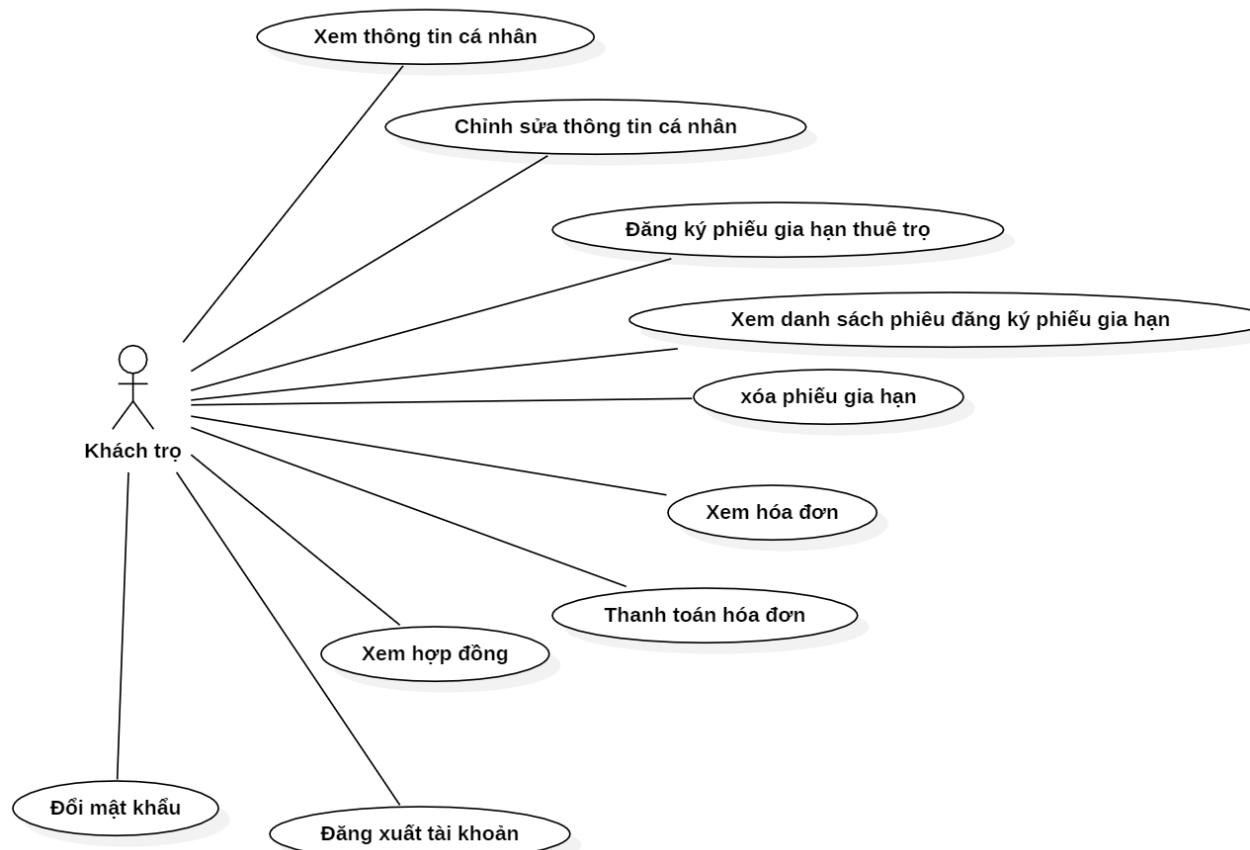 Xem thông tin cá nhân
Chỉnh sửa thông tin cá nhân
Đăng ký phiếu gia hạn thuê trọ
Xem danh sách phiêu đăng ký phiếu gia hạn
xóa phiếu gia hạn
Khách trọ
Xem hóa đơn
Thanh toán hóa đơn
Xem hợp đồng
Đổi mật khẩu
Đăng xuất tài khoản